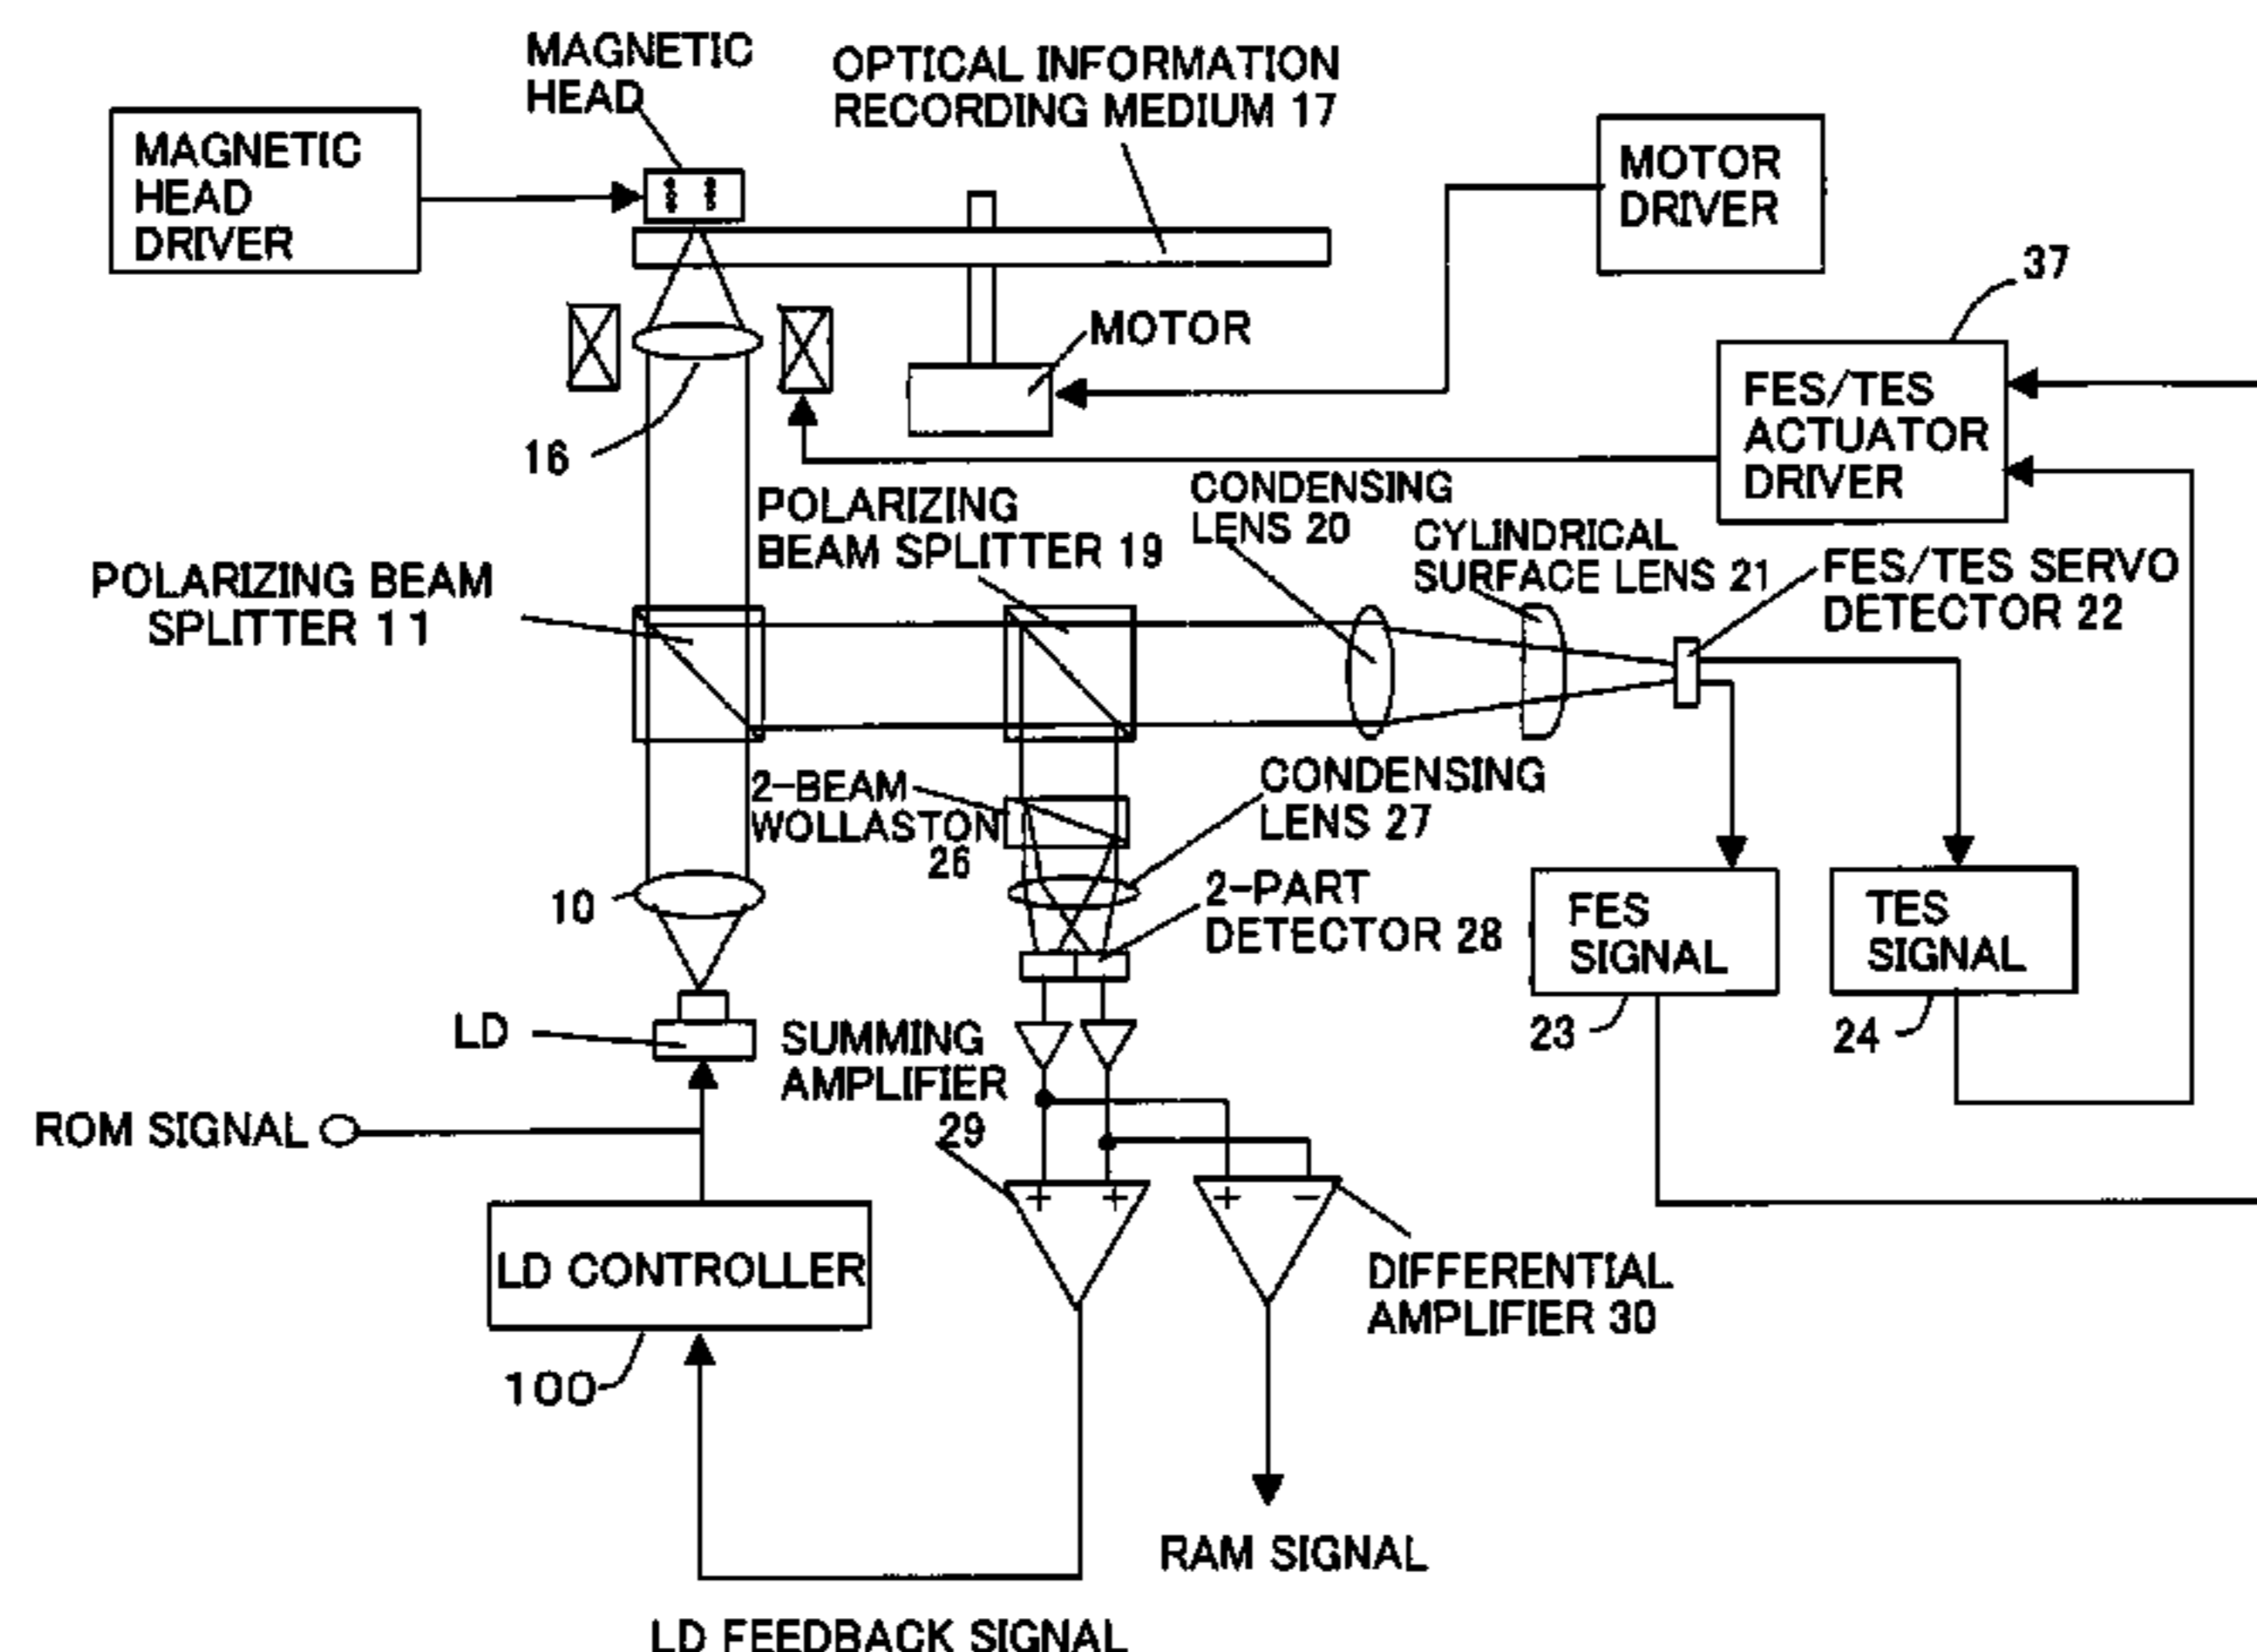 MAGNETIC
HEAD
OPTICAL INFORMATION
RECORDING MEDIUM 17
MAGNETIC
HEAD
DRIVER
MOTOR
DRIVER
37
MOTOR
FES/TES
ACTUATOR
DRIVER
16
POLARIZING
BEAM SPLITTER 19
CONDENSING
LENS 20
CYLINDRICAL
SURFACE LENS 21
FES/TES SERVO
DETECTOR 22
POLARIZING BEAM
SPLITTER 11
2-BEAM
WOLLASTON
26
CONDENSING
LENS 27
10
2-PART
DETECTOR 28
FES
SIGNAL
TES
SIGNAL
23
24
LD
SUMMING
AMPLIFIER
29
ROM SIGNAL
+ +
+ −
LD CONTROLLER
DIFFERENTIAL
AMPLIFIER 30
100
RAM SIGNAL
LD FEEDBACK SIGNAL